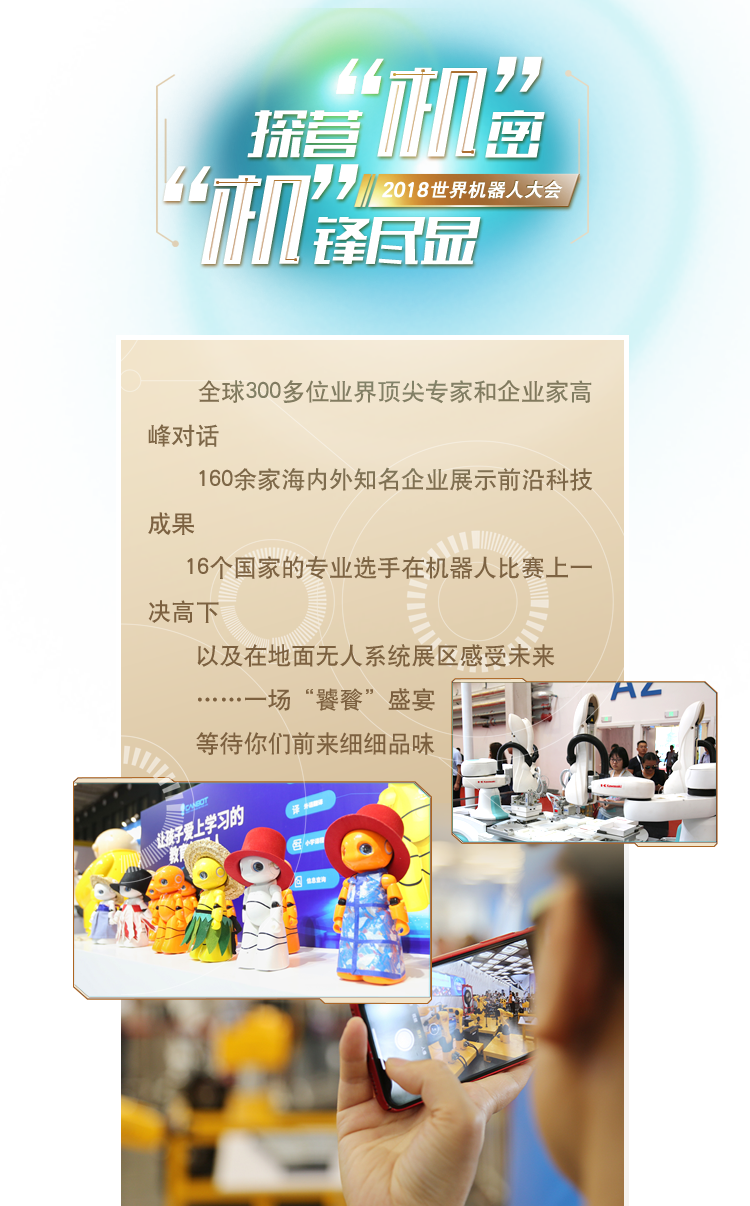 探营“机”密
“机”锋尽显
2018世界机器人大会
全球300多位业界顶尖专家和企业家高
峰对话
160余家海内外知名企业展示前沿科技
成果
16个国家的专业选手在机器人比赛上一
决高下
以及在地面无人系统展区感受未来
……一场“饕餮”盛宴
等待你们前来细细品味
A2
CANBOT
让孩子爱上学习的
Kawasaki
Kawasaki